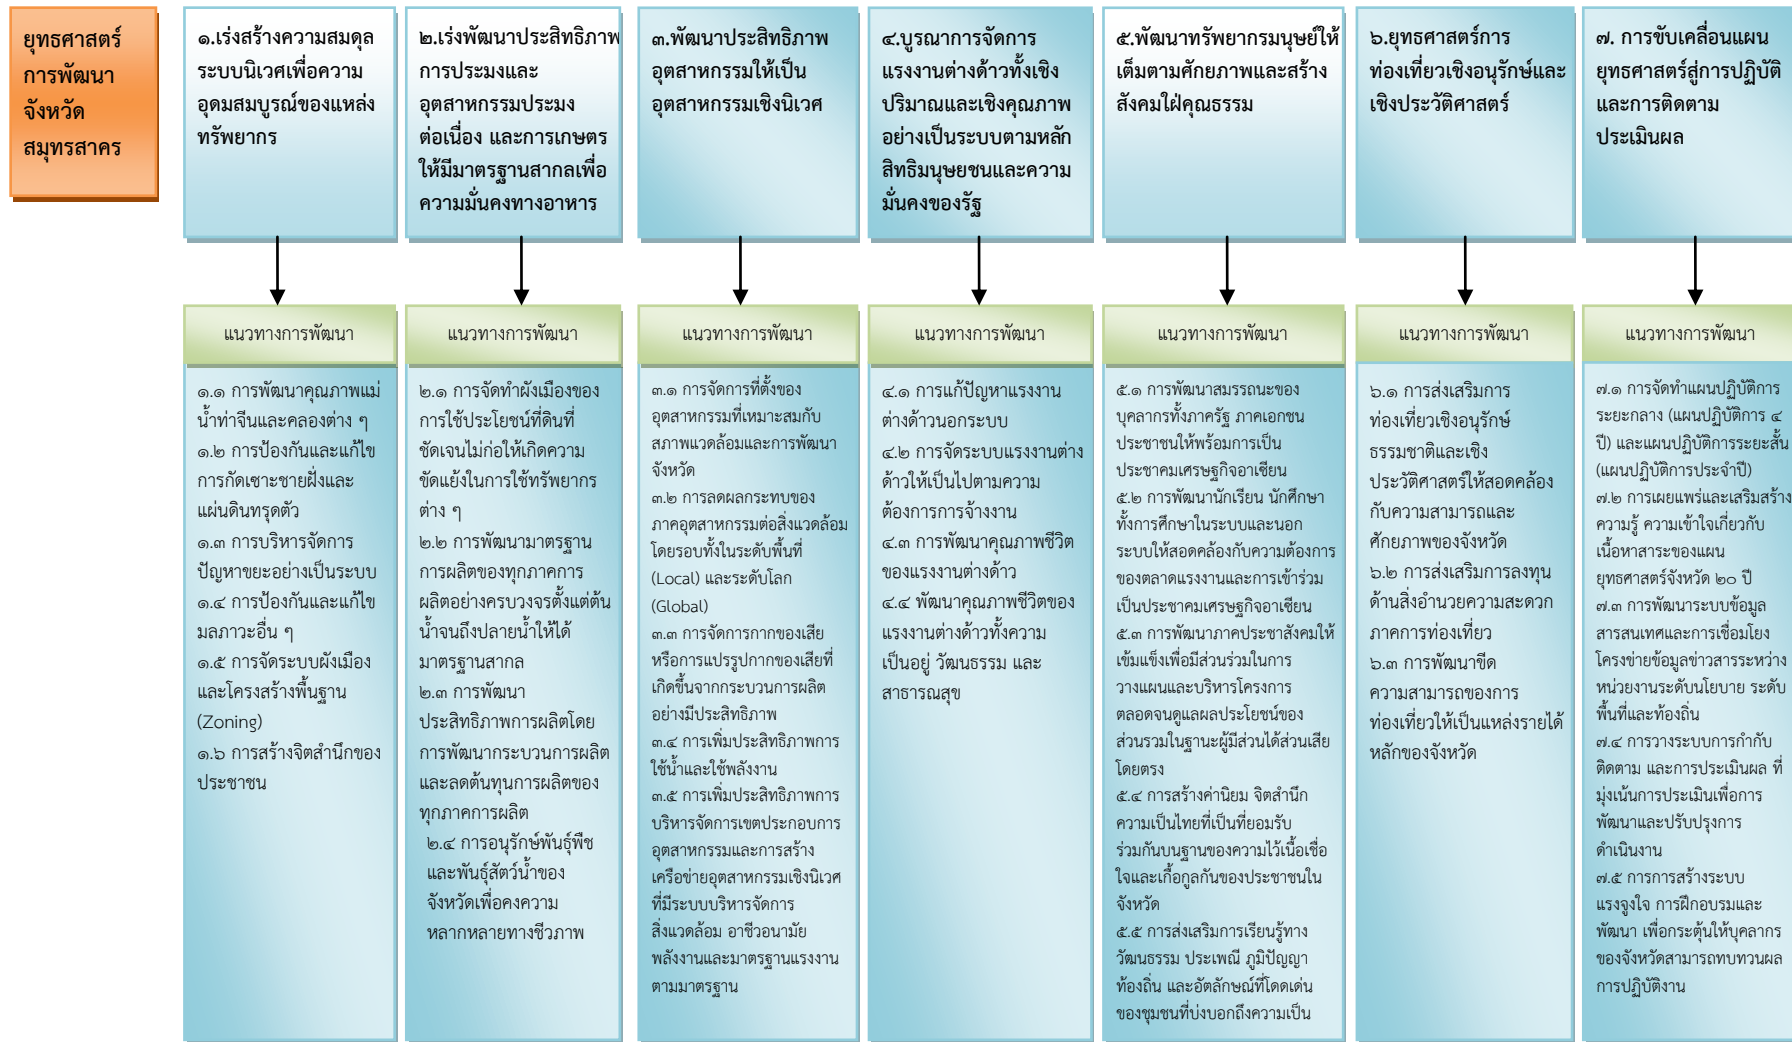 ยุทธศาสตร์
การพัฒนา
จังหวัด
สมุทรสาคร
๑.เร่งสร้างความสมดุล
ระบบนิเวศเพื่อความ
อุดมสมบูรณ์ของแหล่ง
ทรัพยากร
๒.เร่งพัฒนาประสิทธิภาพ
การประมงและ
อุตสาหกรรมประมง
ต่อเนื่อง และการเกษตร
ให้มีมาตรฐานสากลเพื่อ
ความมั่นคงทางอาหาร
๓.พัฒนาประสิทธิภาพ
อุตสาหกรรมให้เป็น
อุตสาหกรรมเชิงนิเวศ
๔.บูรณาการจัดการ
แรงงานต่างด้าวทั้งเชิง
ปริมาณและเชิงคุณภาพ
อย่างเป็นระบบตามหลัก
สิทธิมนุษยชนและความ
มั่นคงของรัฐ
๕.พัฒนาทรัพยากรมนุษย์ให้
เต็มตามศักยภาพและสร้าง
สังคมใฝ่คุณธรรม
๖.ยุทธศาสตร์การ
ท่องเที่ยวเชิงอนุรักษ์และ
เชิงประวัติศาสตร์
๗. การขับเคลื่อนแผน
ยุทธศาสตร์สู่การปฏิบัติ
และการติดตาม
ประเมินผล
แนวทางการพัฒนา
๑.๑ การพัฒนาคุณภาพแม่
น้ำท่าจีนและคลองต่าง ๆ
๑.๒ การป้องกันและแก้ไข
การกัดเซาะชายฝั่งและ
แผ่นดินทรุดตัว
๑.๓ การบริหารจัดการ
ปัญหาขยะอย่างเป็นระบบ
๑.๔ การป้องกันและแก้ไข
มลภาวะอื่น ๆ
๑.๕ การจัดระบบผังเมือง
และโครงสร้างพื้นฐาน
(Zoning)
๑.๖ การสร้างจิตสำนึกของ
ประชาชน
แนวทางการพัฒนา
๒.๑ การจัดทำผังเมืองของ
การใช้ประโยชน์ที่ดินที่
ชัดเจนไม่ก่อให้เกิดความ
ขัดแย้งในการใช้ทรัพยากร
ต่าง ๆ
๒.๒ การพัฒนามาตรฐาน
การผลิตของทุกภาคการ
ผลิตอย่างครบวงจรตั้งแต่ต้น
น้ำจนถึงปลายน้ำให้ได้
มาตรฐานสากล
๒.๓ การพัฒนา
ประสิทธิภาพการผลิตโดย
การพัฒนากระบวนการผลิต
และลดต้นทุนการผลิตของ
ทุกภาคการผลิต
๒.๔ การอนุรักษ์พันธุ์พืช
และพันธุ์สัตว์น้ำของ
จังหวัดเพื่อคงความ
หลากหลายทางชีวภาพ
แนวทางการพัฒนา
๓.๑ การจัดการที่ตั้งของ
อุตสาหกรรมที่เหมาะสมกับ
สภาพแวดล้อมและการพัฒนา
จังหวัด
๓.๒ การลดผลกระทบของ
ภาคอุตสาหกรรมต่อสิ่งแวดล้อม
โดยรอบทั้งในระดับพื้นที่
(Local) และระดับโลก
(Global)
๓.๓ การจัดการกากของเสีย
หรือการแปรรูปกากของเสียที่
เกิดขึ้นจากกระบวนการผลิต
อย่างมีประสิทธิภาพ
๓.๔ การเพิ่มประสิทธิภาพการ
ใช้น้ำและใช้พลังงาน
๓.๕ การเพิ่มประสิทธิภาพการ
บริหารจัดการเขตประกอบการ
อุตสาหกรรมและการสร้าง
เครือข่ายอุตสาหกรรมเชิงนิเวศ
ที่มีระบบบริหารจัดการ
สิ่งแวดล้อม อาชีวอนามัย
พลังงานและมาตรฐานแรงงาน
ตามมาตรฐาน
แนวทางการพัฒนา
๔.๑ การแก้ปัญหาแรงงาน
ต่างด้าวนอกระบบ
๔.๒ การจัดระบบแรงงานต่าง
ด้าวให้เป็นไปตามความ
ต้องการการจ้างงาน
๔.๓ การพัฒนาคุณภาพชีวิต
ของแรงงานต่างด้าว
๔.๔ พัฒนาคุณภาพชีวิตของ
แรงงานต่างด้าวทั้งความ
เป็นอยู่ วัฒนธรรม และ
สาธารณสุข
แนวทางการพัฒนา
๕.๑ การพัฒนาสมรรถนะของ
บุคลากรทั้งภาครัฐ ภาคเอกชน
ประชาชนให้พร้อมการเป็น
ประชาคมเศรษฐกิจอาเซียน
๕.๒ การพัฒนานักเรียน นักศึกษา
ทั้งการศึกษาในระบบและนอก
ระบบให้สอดคล้องกับความต้องการ
ของตลาดแรงงานและการเข้าร่วม
เป็นประชาคมเศรษฐกิจอาเซียน
๕.๓ การพัฒนาภาคประชาสังคมให้
เข้มแข็งเพื่อมีส่วนร่วมในการ
วางแผนและบริหารโครงการ
ตลอดจนดูแลผลประโยชน์ของ
ส่วนรวมในฐานะผู้มีส่วนได้ส่วนเสีย
โดยตรง
๕.๔ การสร้างค่านิยม จิตสำนึก
ความเป็นไทยที่เป็นที่ยอมรับ
ร่วมกันบนฐานของความไว้เนื้อเชื่อ
ใจและเกื้อกูลกันของประชาชนใน
จังหวัด
๕.๕ การส่งเสริมการเรียนรู้ทาง
วัฒนธรรม ประเพณี ภูมิปัญญา
ท้องถิ่น และอัตลักษณ์ที่โดดเด่น
ของชุมชนที่บ่งบอกถึงความเป็น
แนวทางการพัฒนา
๖.๑ การส่งเสริมการ
ท่องเที่ยวเชิงอนุรักษ์
ธรรมชาติและเชิง
ประวัติศาสตร์ให้สอดคล้อง
กับความสามารถและ
ศักยภาพของจังหวัด
๖.๒ การส่งเสริมการลงทุน
ด้านสิ่งอำนวยความสะดวก
ภาคการท่องเที่ยว
๖.๓ การพัฒนาขีด
ความสามารถของการ
ท่องเที่ยวให้เป็นแหล่งรายได้
หลักของจังหวัด
แนวทางการพัฒนา
๗.๑ การจัดทำแผนปฏิบัติการ
ระยะกลาง (แผนปฏิบัติการ ๔
ปี) และแผนปฏิบัติการระยะสั้น
(แผนปฏิบัติการประจำปี)
๗.๒ การเผยแพร่และเสริมสร้าง
ความรู้ ความเข้าใจเกี่ยวกับ
เนื้อหาสาระของแผน
ยุทธศาสตร์จังหวัด ๒๐ ปี
๗.๓ การพัฒนาระบบข้อมูล
สารสนเทศและการเชื่อมโยง
โครงข่ายข้อมูลข่าวสารระหว่าง
หน่วยงานระดับนโยบาย ระดับ
พื้นที่และท้องถิ่น
๗.๔ การวางระบบการกำกับ
ติดตาม และการประเมินผล ที่
มุ่งเน้นการประเมินเพื่อการ
พัฒนาและปรับปรุงการ
ดำเนินงาน
๗.๕ การการสร้างระบบ
แรงจูงใจ การฝึกอบรมและ
พัฒนา เพื่อกระตุ้นให้บุคลากร
ของจังหวัดสามารถทบทวนผล
การปฏิบัติงาน